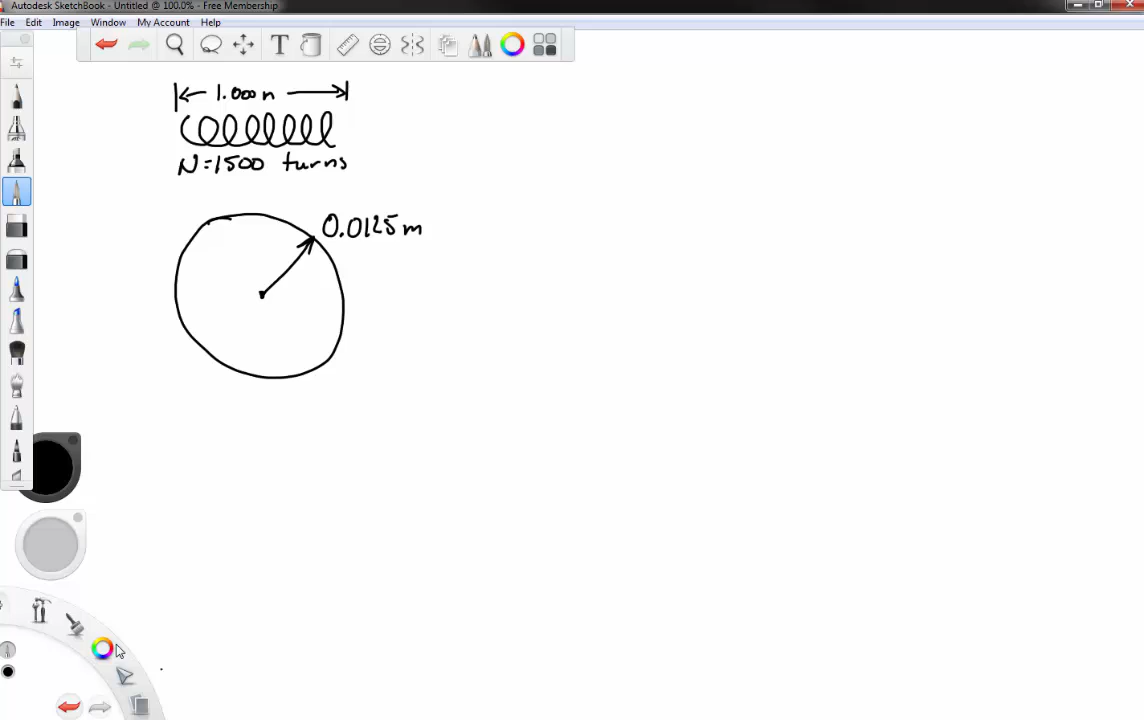 Autodesk SketchBook - Untitled @ 100.0% - Free Membership
File Edit Image Window My Account Help
T
1.000 m
N=1500 turns
0.0125 m